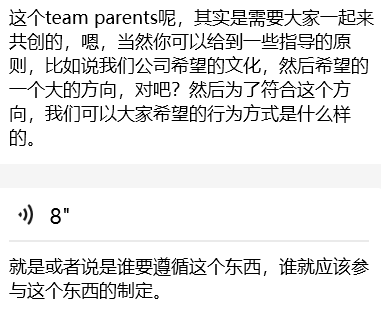 这个team parents呢，其实是需要大家一起来
共创的，嗯，当然你可以给到一些指导的原
则，比如说我们公司希望的文化，然后希望的
一个大的方向，对吧？然后为了符合这个方
向，我们可以大家希望的行为方式是什么样
的。
8"
就是或者说是谁要遵循这个东西，谁就应该参
与这个东西的制定。